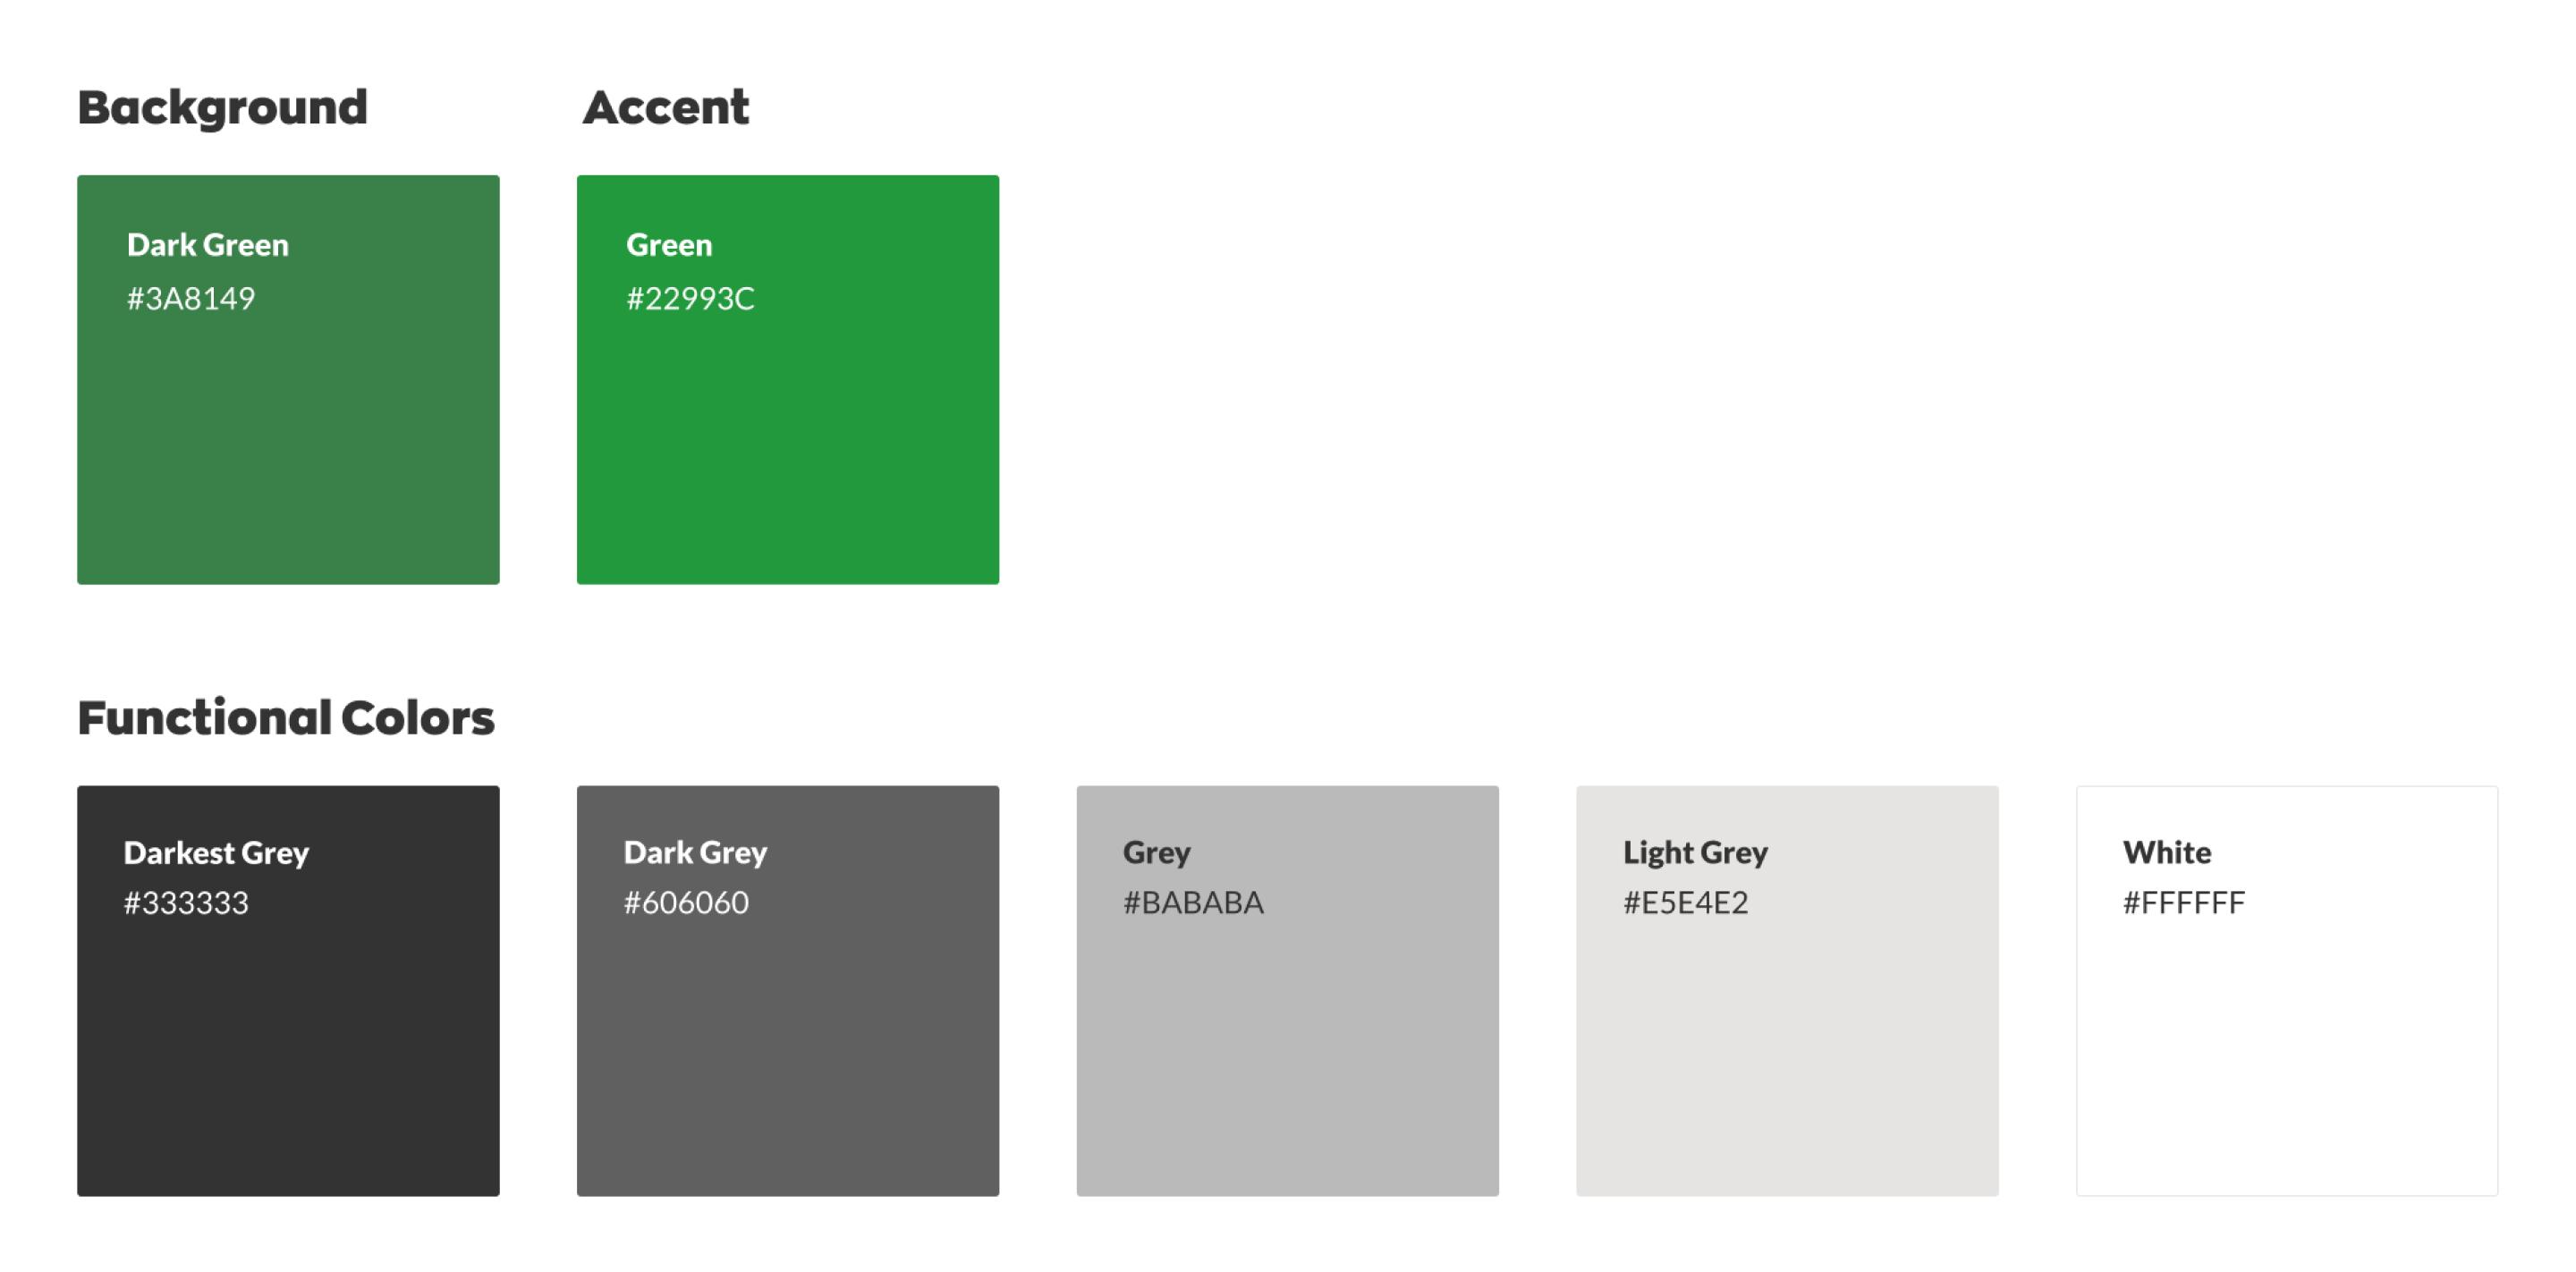 Background
Accent
Dark Green
#3A8149
Green
#22993C
Functional Colors
Darkest Grey
#333333
Dark Grey
#606060
Grey
#BABABA
Light Grey
#E5E4E2
White
#FFFFFF